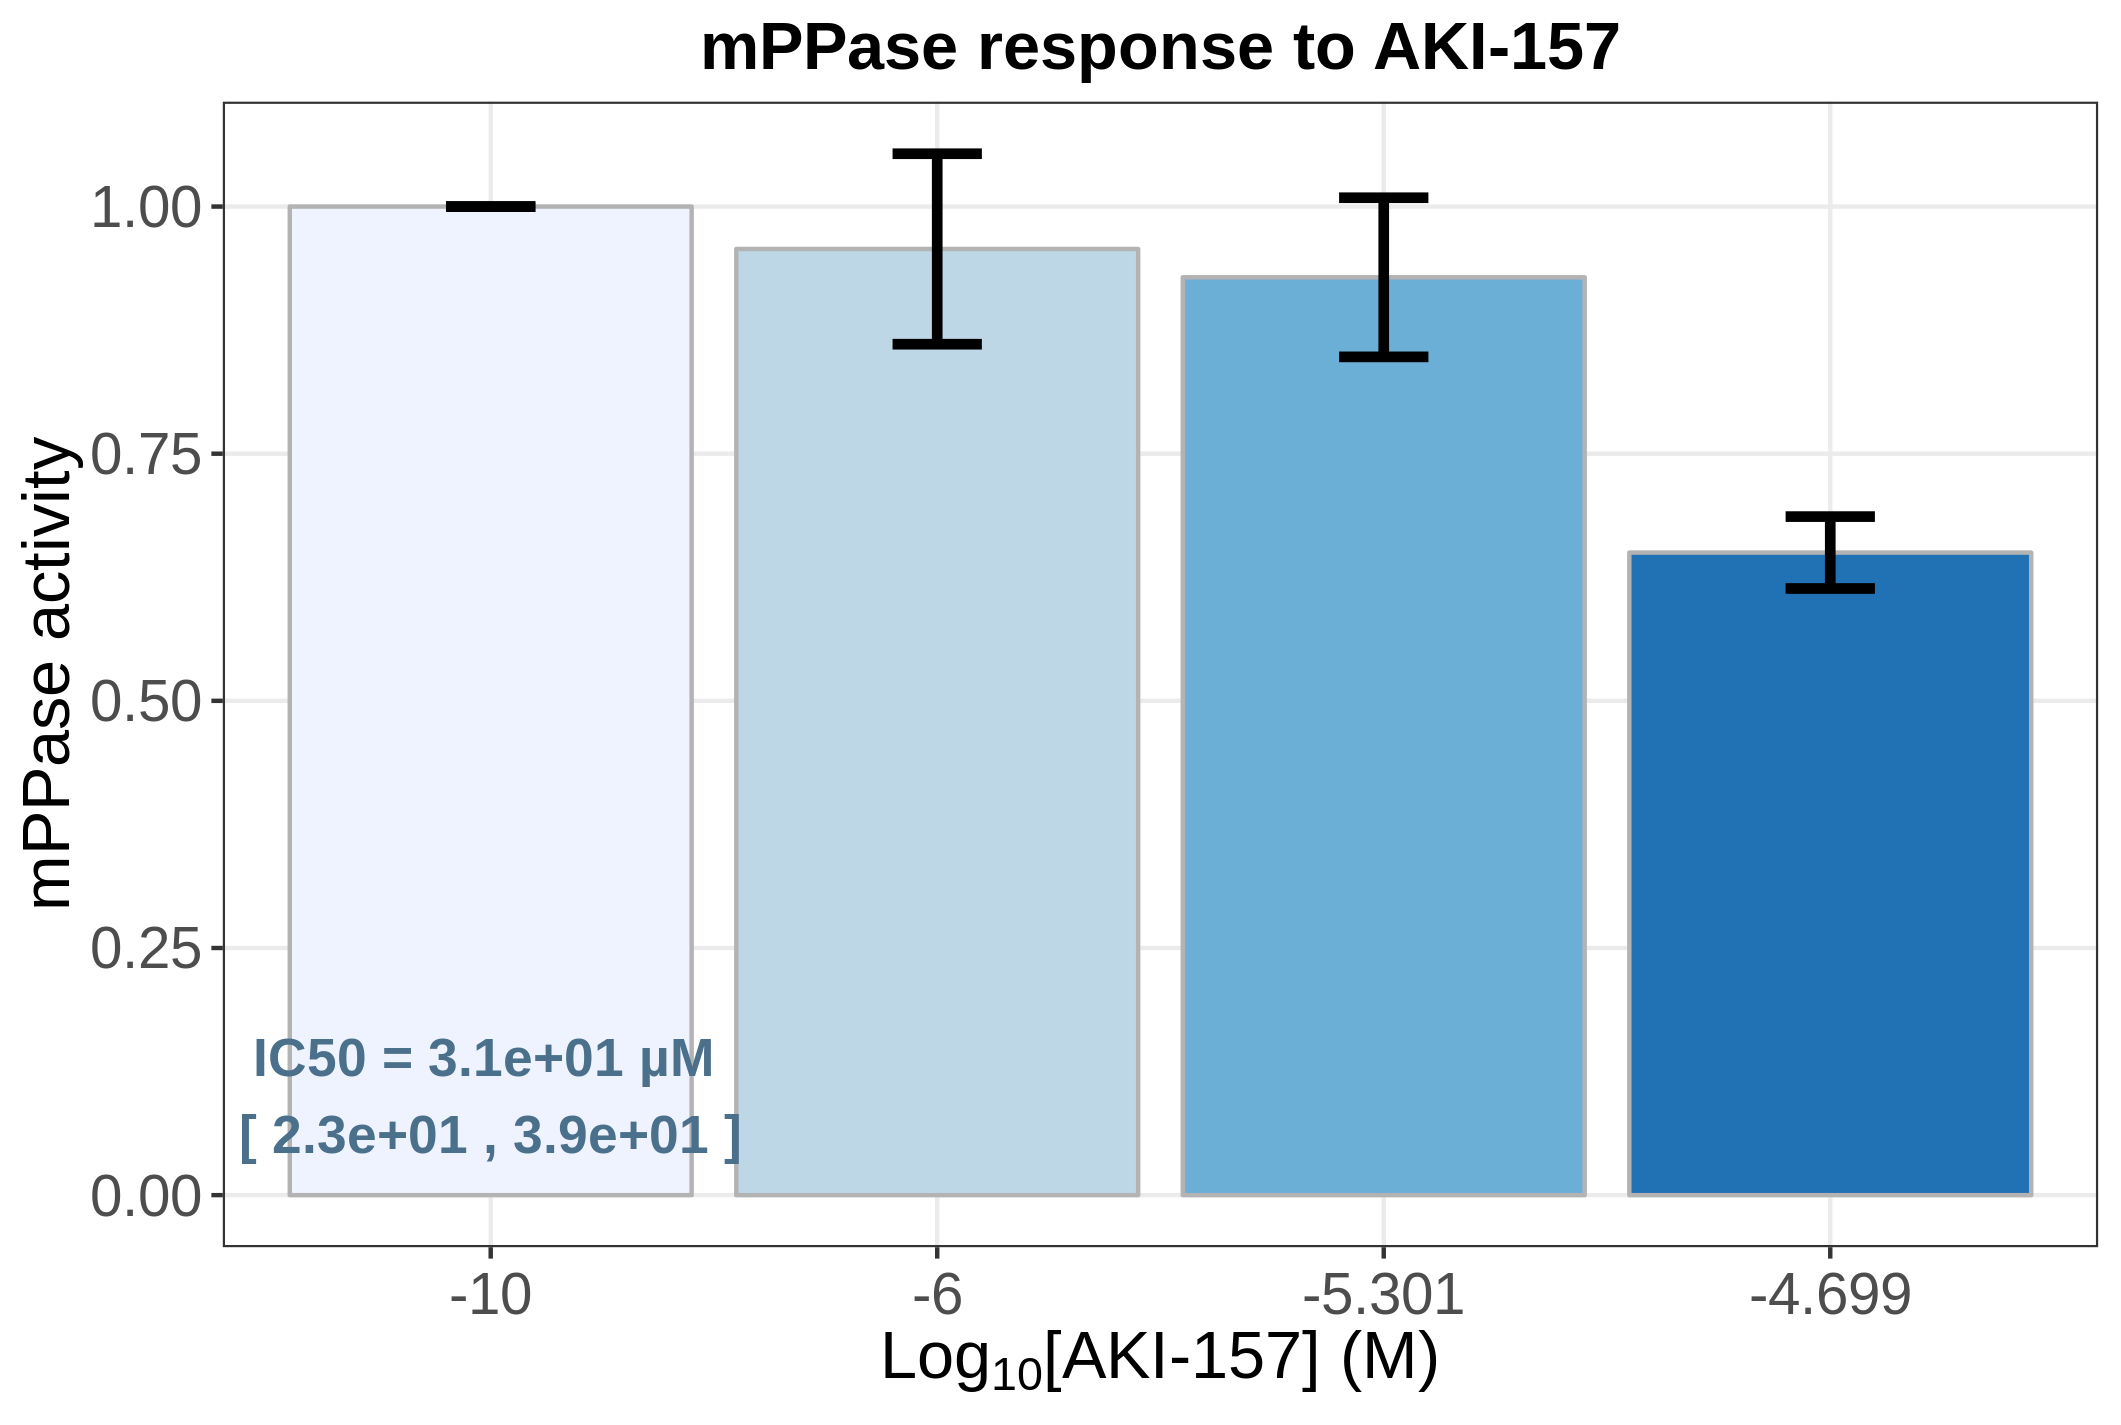 mPPase response to AKI-157
mPPase activity
1.00
0.75
0.50
0.25
0.00
IC50 = 3.1e+01 µM
[ 2.3e+01 , 3.9e+01 ]
-10
-6
-5.301
-4.699
Log₁₀[AKI-157] (M)